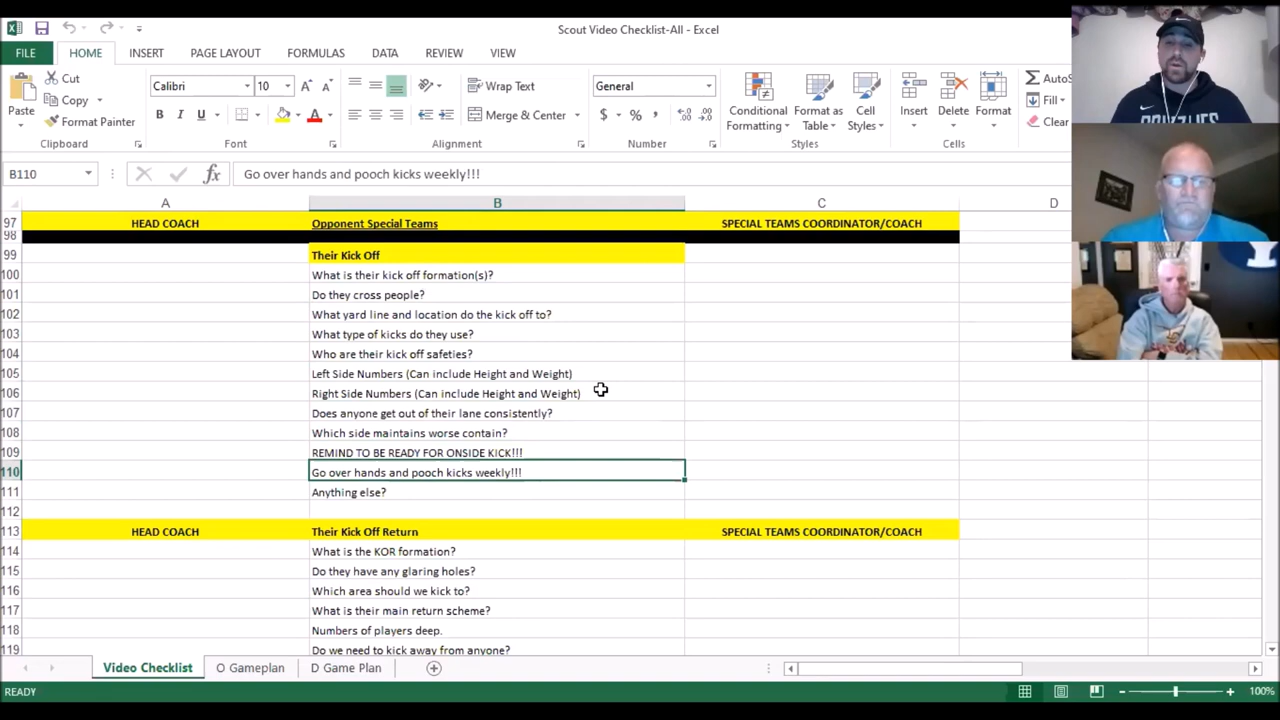 Scout Video Checklist-All - Excel
FILE HOME INSERT PAGE LAYOUT FORMULAS DATA REVIEW VIEW
Cut
Copy
Format Painter
Paste
Clipboard
Calibri 10
B I U
Font
Wrap Text
Merge & Center
Alignment
General
$ % ,
Number
Conditional Formatting
Format as Table
Cell Styles
Styles
Insert Delete Format
Cells
Fill
Clear
B110 Go over hands and pooch kicks weekly!!!
A B C D
97 HEAD COACH Opponent Special Teams SPECIAL TEAMS COORDINATOR/COACH
98
99 Their Kick Off
100 What is their kick off formation(s)?
101 Do they cross people?
102 What yard line and location do the kick off to?
103 What type of kicks do they use?
104 Who are their kick off safeties?
105 Left Side Numbers (Can include Height and Weight)
106 Right Side Numbers (Can include Height and Weight)
107 Does anyone get out of their lane consistently?
108 Which side maintains worse contain?
109 REMIND TO BE READY FOR ONSIDE KICK!!!
110 Go over hands and pooch kicks weekly!!!
111 Anything else?
112
113 HEAD COACH Their Kick Off Return SPECIAL TEAMS COORDINATOR/COACH
114 What is the KOR formation?
115 Do they have any glaring holes?
116 Which area should we kick to?
117 What is their main return scheme?
118 Numbers of players deep.
119 Do we need to kick away from anyone?
Video Checklist O Gameplan D Game Plan
READY 100%